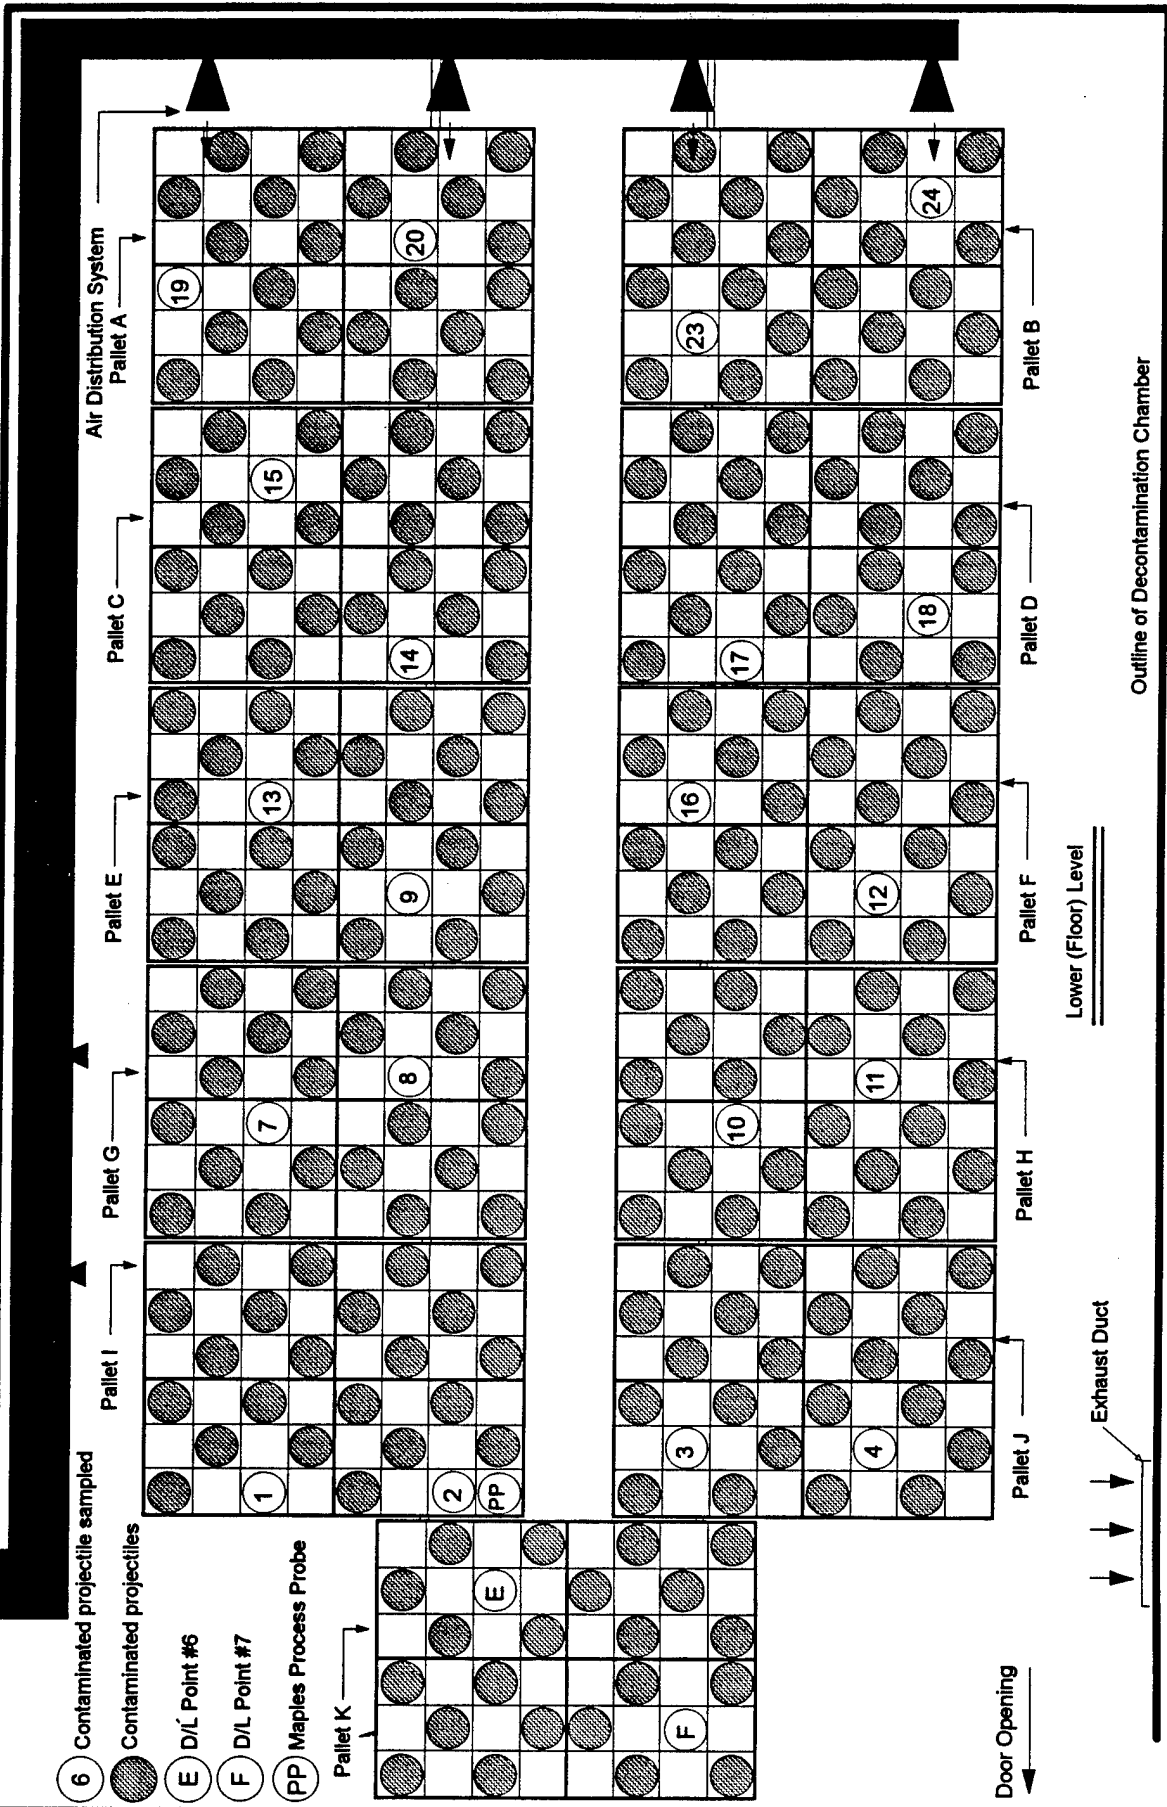 6 Contaminated projectile sampled
Contaminated projectiles
E D/L Point #6
F D/L Point #7
PP Maples Process Probe
Air Distribution System
Pallet A
Pallet C
Pallet E
Pallet G
Pallet I
Pallet K
19
20
15
14
13
9
7
8
1
2
PP
E
F
23
24
17
18
16
12
10
11
3
4
Pallet B
Pallet D
Pallet F
Pallet H
Pallet J
Lower (Floor) Level
Outline of Decontamination Chamber
Exhaust Duct
Door Opening